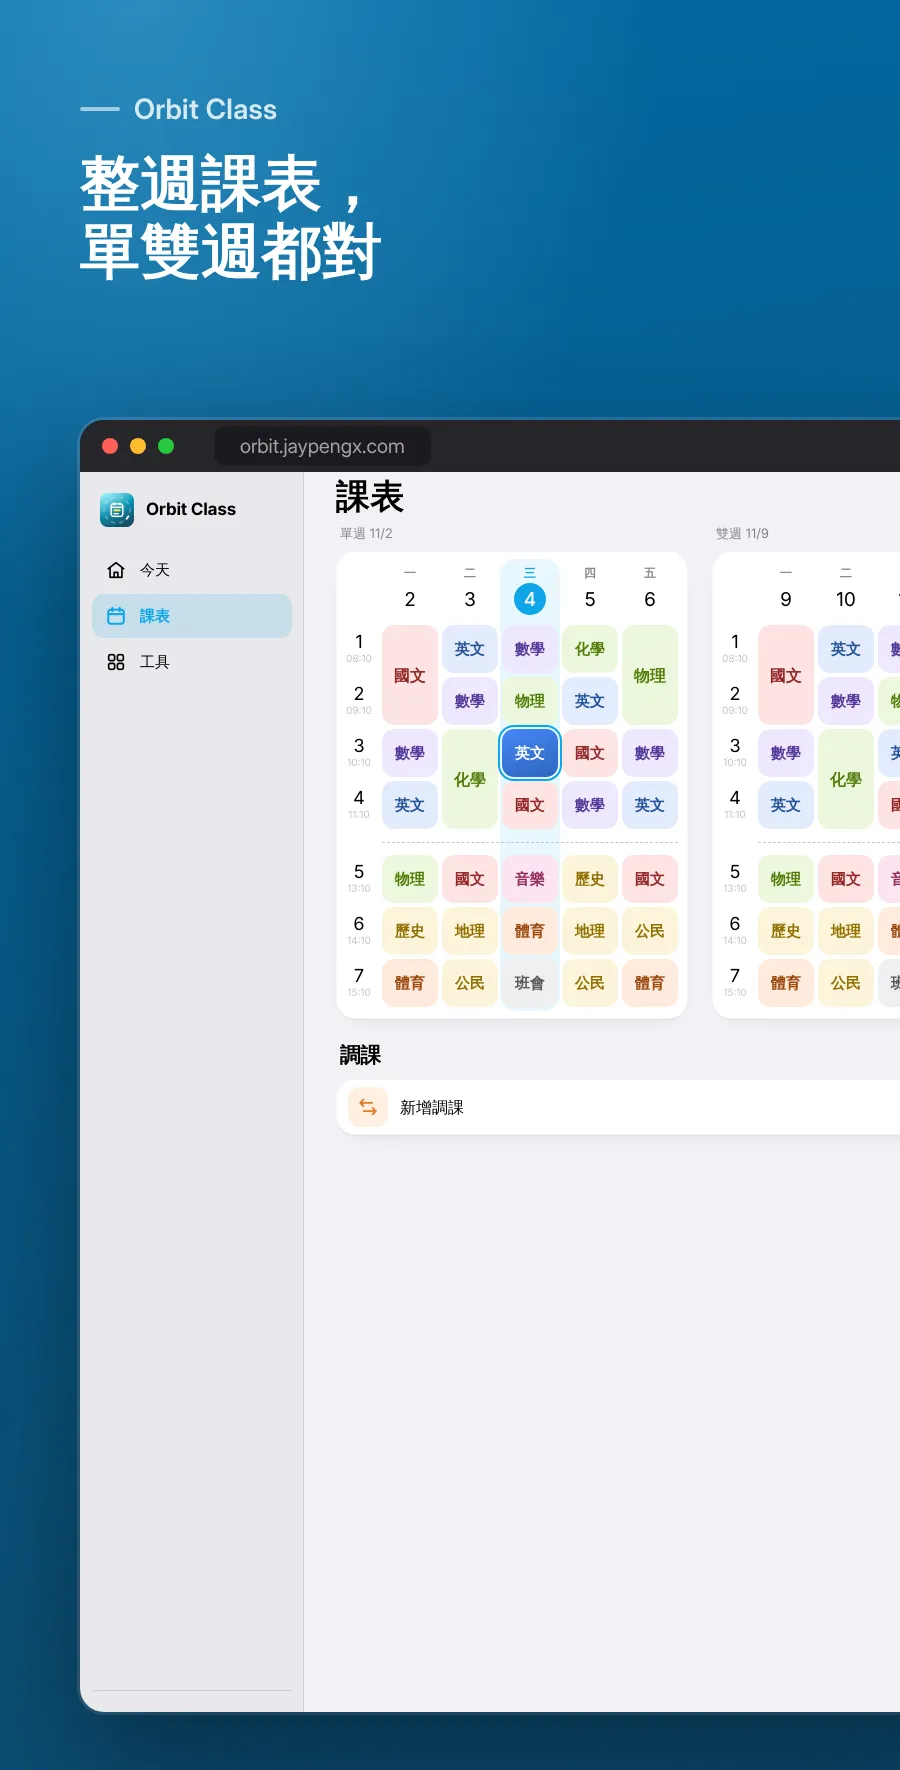 Orbit Class
整週課表，
單雙週都對
orbit.jaypengx.com
Orbit Class
今天
課表
工具
課表
單週 11/2
一 二 三 四 五
2 3 4 5 6
1 08:10 國文 英文 數學 化學 物理
2 09:10 數學 物理 英文
3 10:10 數學 化學 英文 國文 數學
4 11:10 英文 國文 數學 英文
5 13:10 物理 國文 音樂 歷史 國文
6 14:10 歷史 地理 體育 地理 公民
7 15:10 體育 公民 班會 公民 體育
雙週 11/9
一 二
9 10
1 08:10 國文 英文
2 09:10 數學
3 10:10 數學 化學
4 11:10 英文
5 13:10 物理 國文
6 14:10 歷史 地理
7 15:10 體育 公民
調課
新增調課